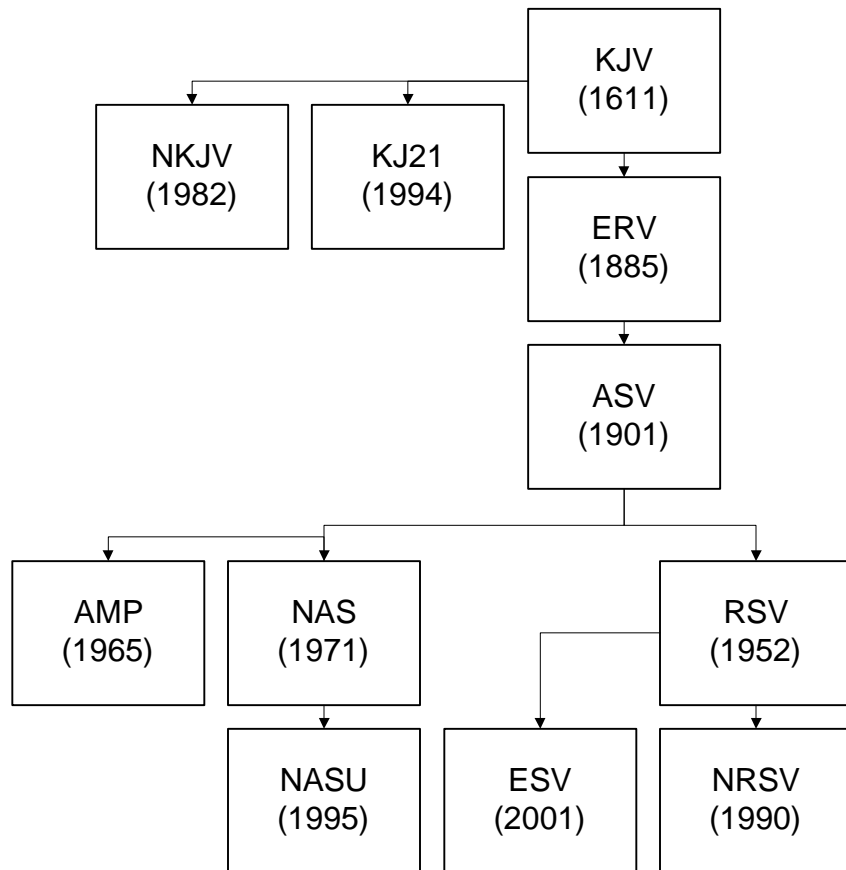 KJV
(1611)
NKJV
(1982)
KJ21
(1994)
ERV
(1885)
ASV
(1901)
AMP
(1965)
NAS
(1971)
RSV
(1952)
NASU
(1995)
ESV
(2001)
NRSV
(1990)